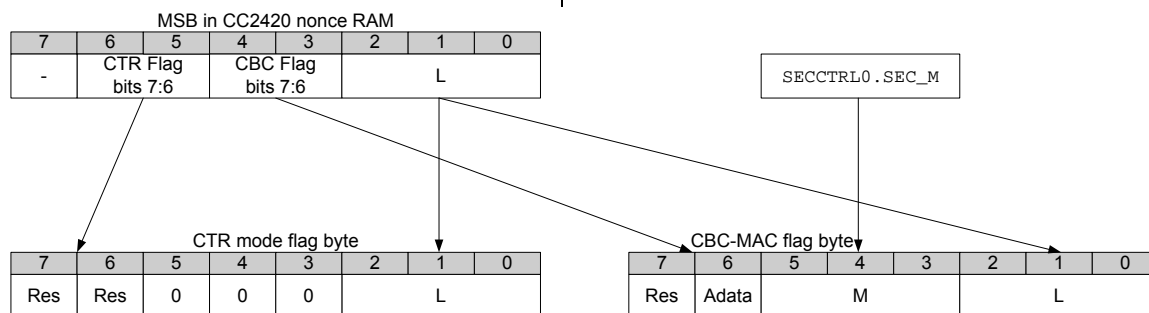 MSB in CC2420 nonce RAM
7 6 5 4 3 2 1 0
- CTR Flag bits 7:6 CBC Flag bits 7:6 L
SECCTRL0.SEC_M
CTR mode flag byte
7 6 5 4 3 2 1 0
Res Res 0 0 0 L
CBC-MAC flag byte
7 6 5 4 3 2 1 0
Res Adata M L